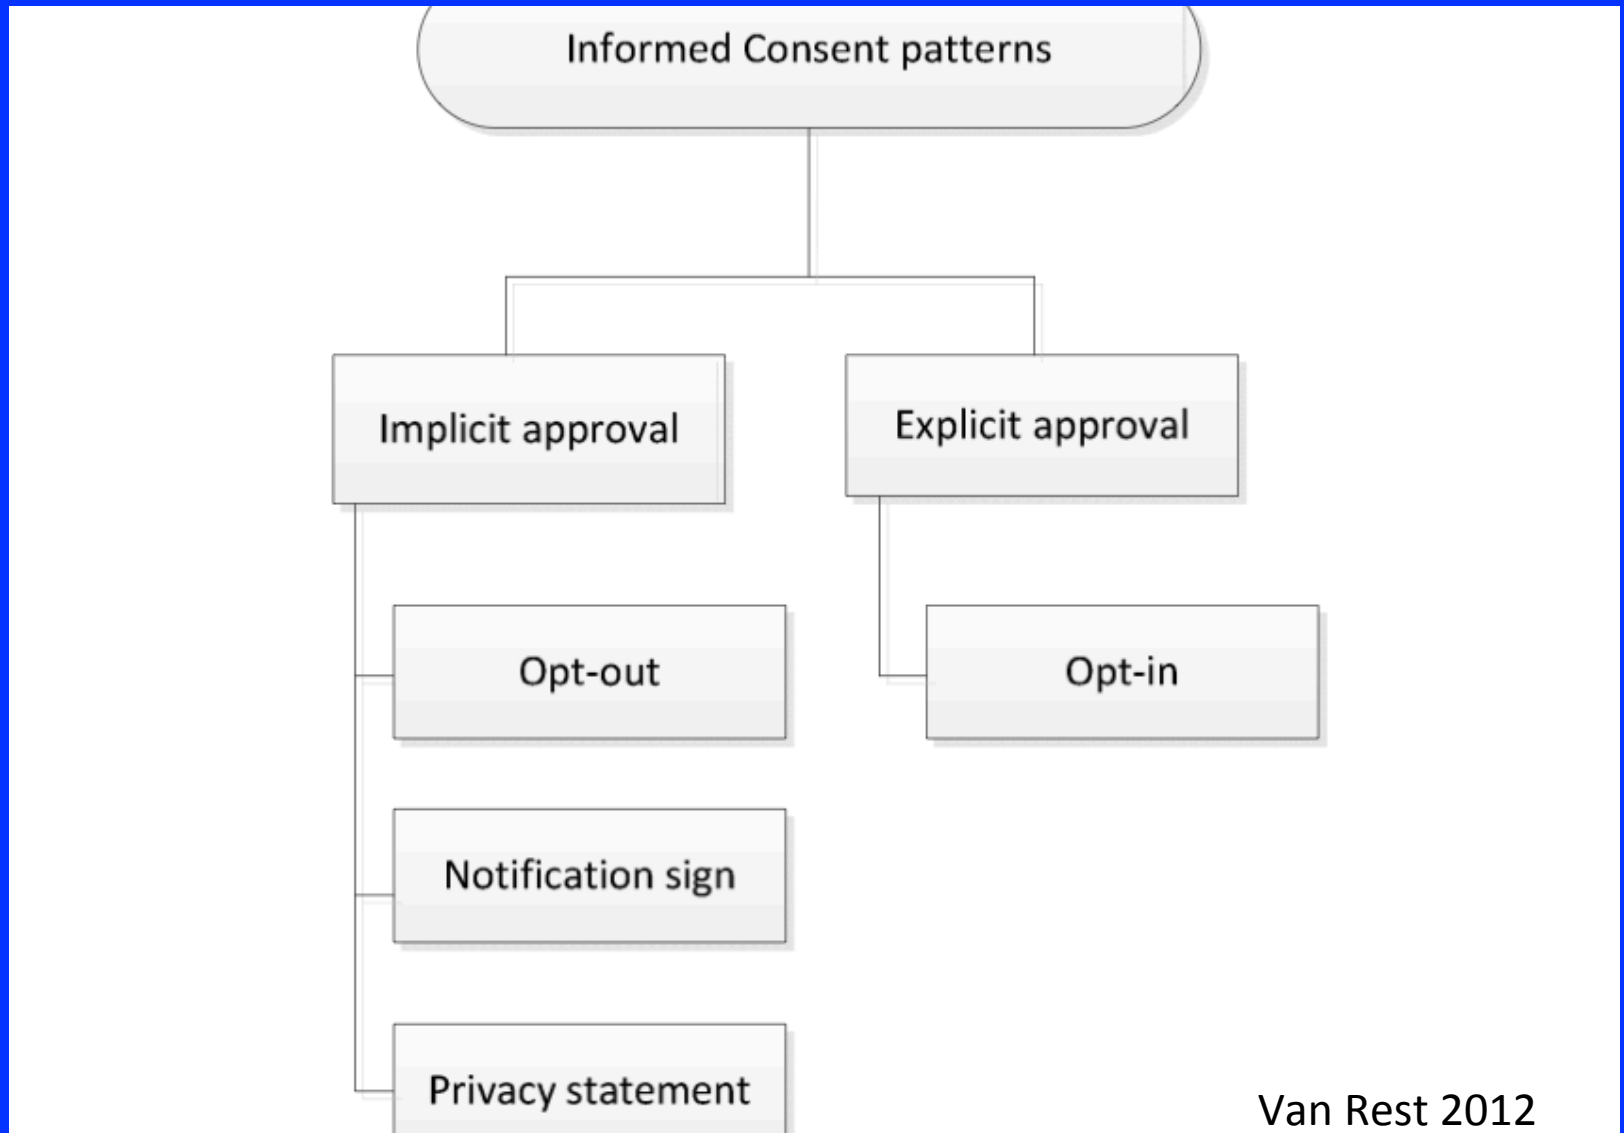 Informed Consent patterns
Implicit approval
Explicit approval
Opt-out
Opt-in
Notification sign
Privacy statement
Van Rest 2012